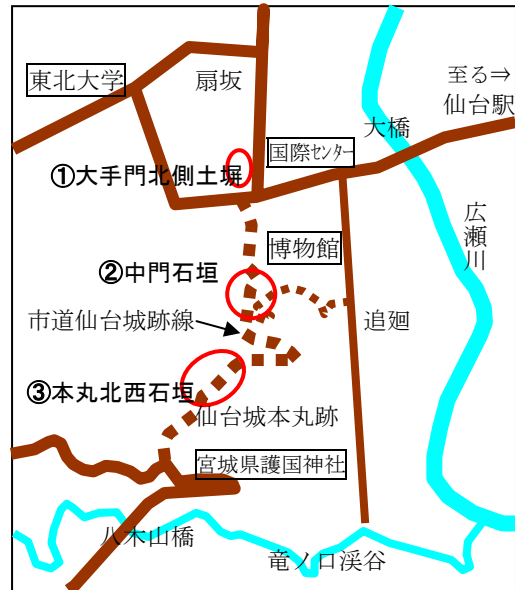 東北大学
扇坂
至る⇒
仙台駅
大橋
国際センター
①大手門北側土塀
広瀬川
博物館
②中門石垣
市道仙台城跡線
追廻
③本丸北西石垣
仙台城本丸跡
宮城県護国神社
八木山橋
竜ノ口渓谷